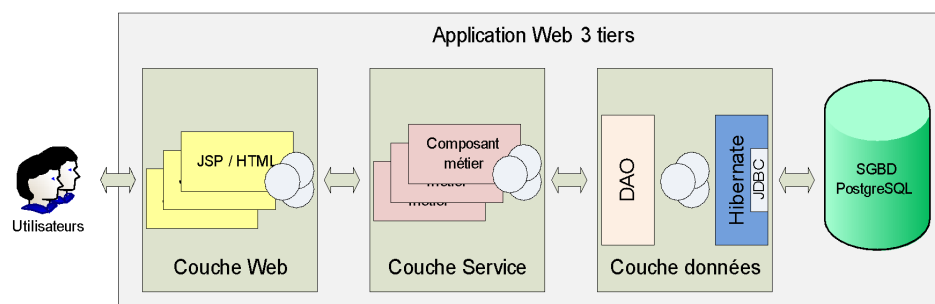 Application Web 3 tiers
JSP / HTML
Composant
métier
métier
métier
DAO
Hibernate
JDBC
SGBD
PostgreSQL
Utilisateurs
Couche Web
Couche Service
Couche données